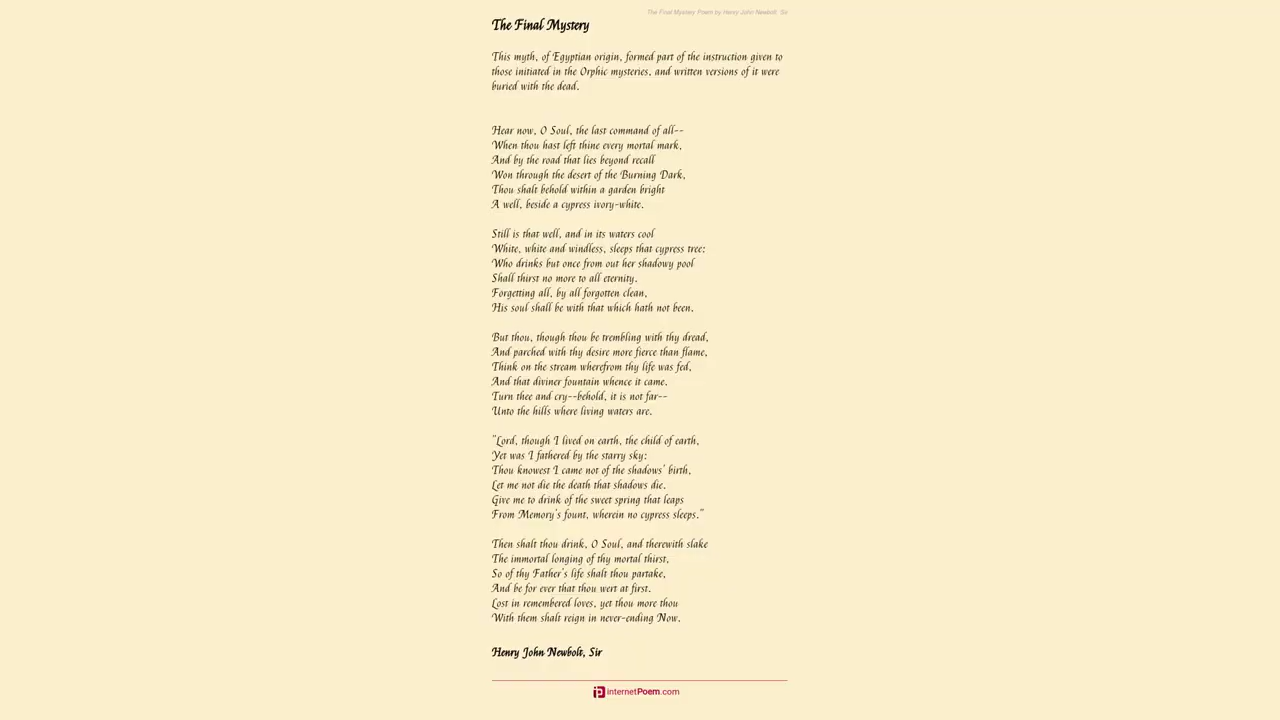 The Final Mystery Poem by Henry John Newbolt, Sir
The Final Mystery
This myth, of Egyptian origin, formed part of the instruction given to
those initiated in the Orphic mysteries, and written versions of it were
buried with the dead.
Hear now, O Soul, the last command of all--
When thou hast left thine every mortal mark,
And by the road that lies beyond recall
Won through the desert of the Burning Dark,
Thou shalt behold within a garden bright
A well, beside a cypress ivory-white.
Still is that well, and in its waters cool
White, white and windless, sleeps that cypress tree:
Who drinks but once from out her shadowy pool
Shall thirst no more to all eternity.
Forgetting all, by all forgotten clean,
His soul shall be with that which hath not been.
But thou, though thou be trembling with thy dread,
And parched with thy desire more fierce than flame,
Think on the stream wherefrom thy life was fed,
And that diviner fountain whence it came.
Turn thee and cry--behold, it is not far--
Unto the hills where living waters are.
"Lord, though I lived on earth, the child of earth,
Yet was I fathered by the starry sky:
Thou knowest I came not of the shadows' birth,
Let me not die the death that shadows die.
Give me to drink of the sweet spring that leaps
From Memory's fount, wherein no cypress sleeps."
Then shalt thou drink, O Soul, and therewith slake
The immortal longing of thy mortal thirst,
So of thy Father's life shalt thou partake,
And be for ever that thou wert at first.
Lost in remembered loves, yet thou more thou
With them shalt reign in never-ending Now.
Henry John Newbolt, Sir
internetPoem.com